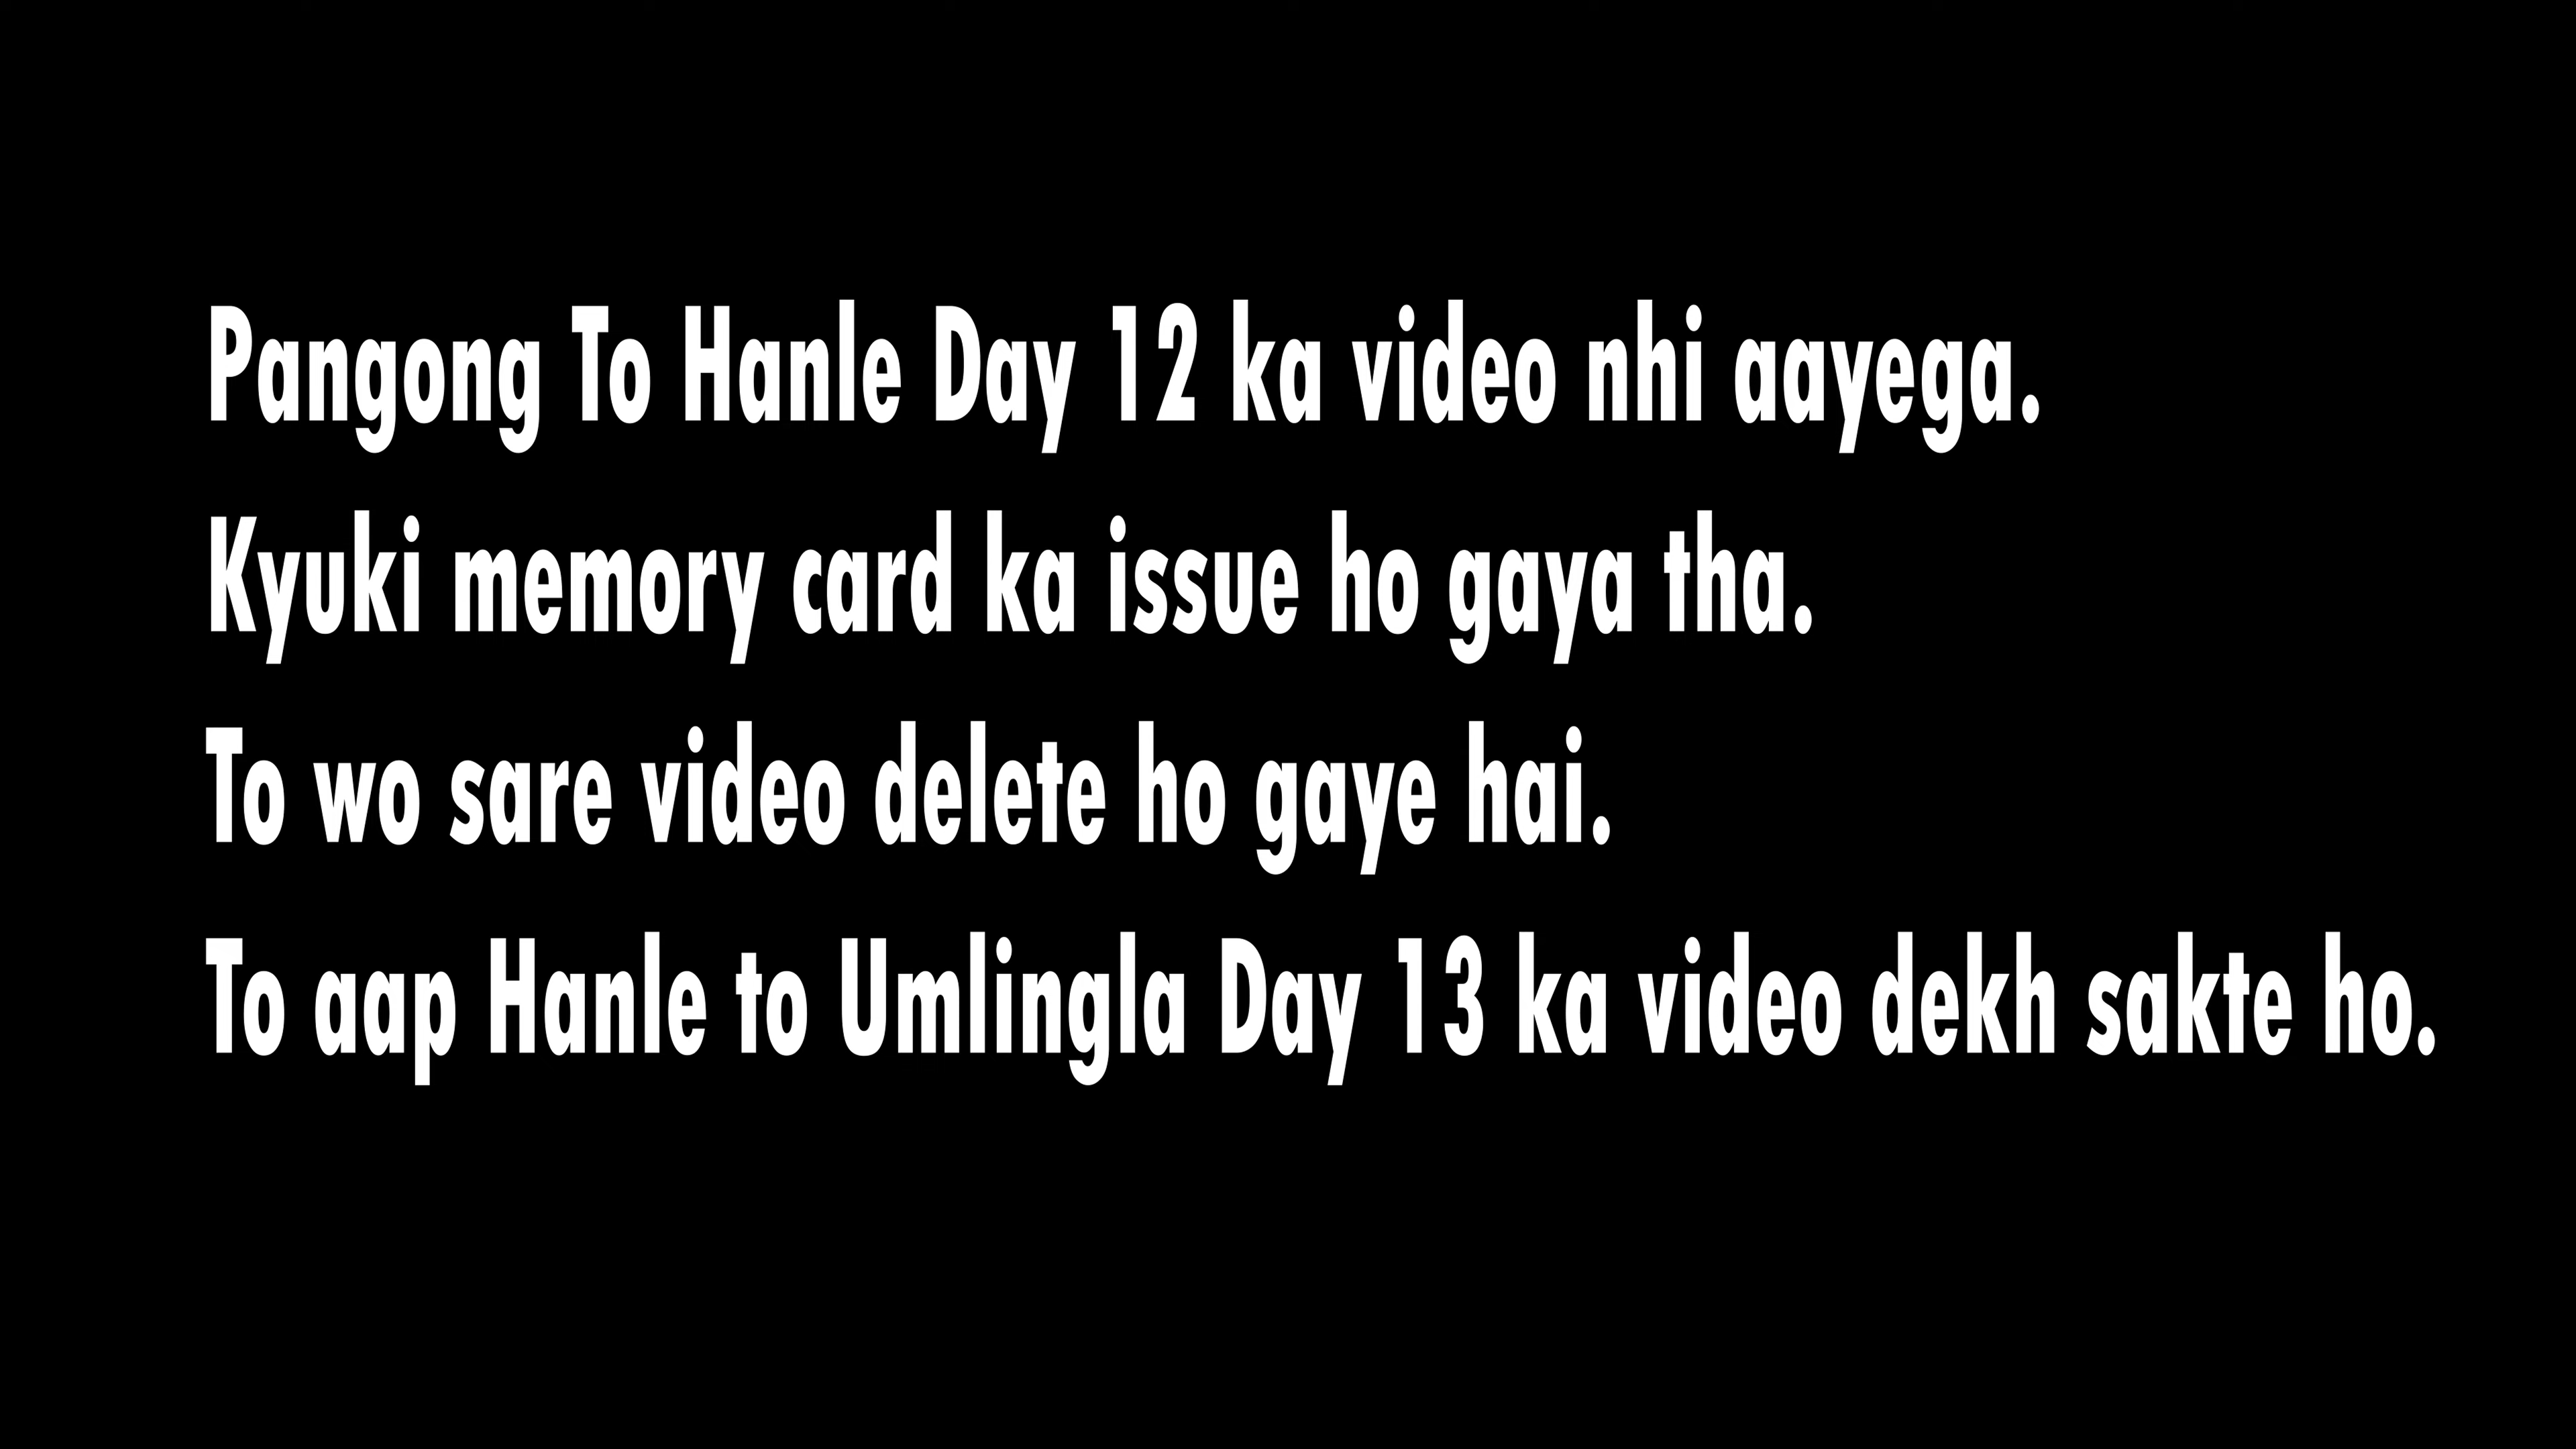 Pangong To Hanle Day 12 ka video nhi aayega.
Kyuki memory card ka issue ho gaya tha.
To wo sare video delete ho gaye hai.
To aap Hanle to Umlingla Day 13 ka video dekh sakte ho.